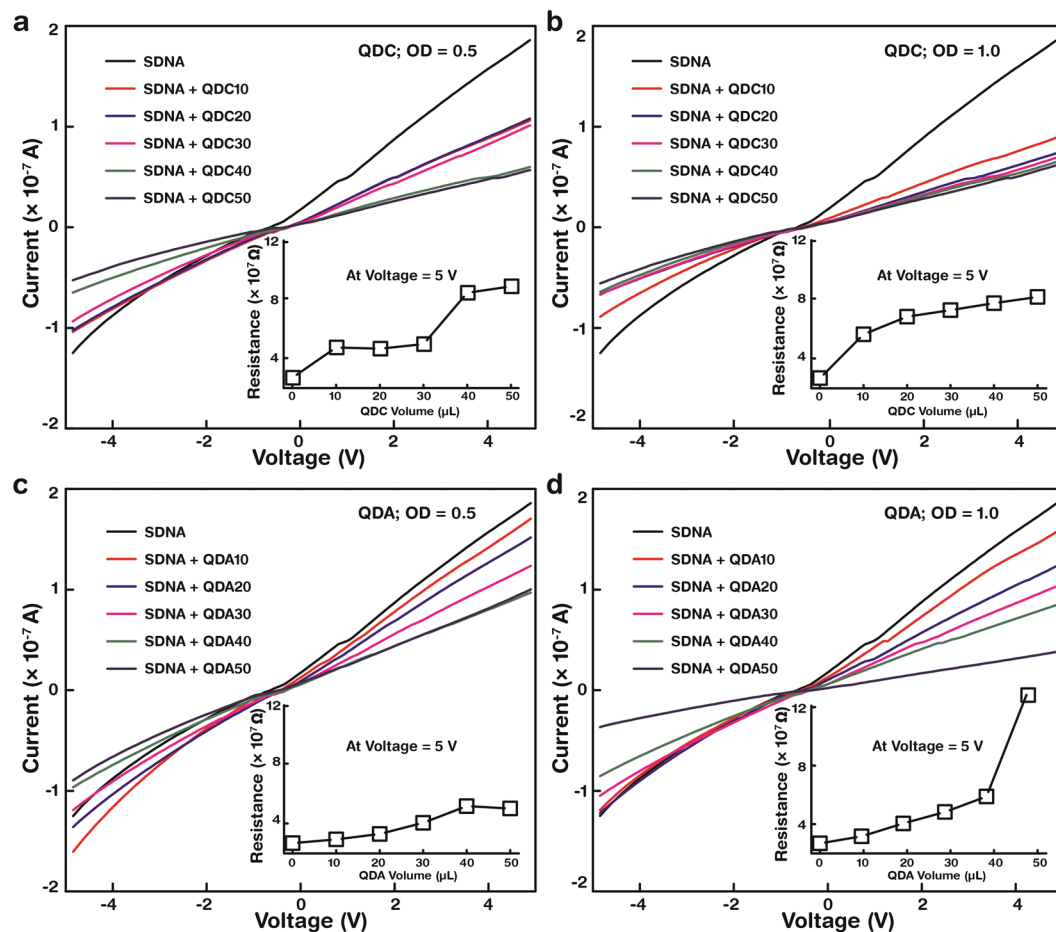 a
QDC; OD = 0.5
SDNA
SDNA + QDC10
SDNA + QDC20
SDNA + QDC30
SDNA + QDC40
SDNA + QDC50
Current (× 10⁻⁷ A)
2
1
0
-1
-2
Voltage (V)
-4
-2
0
2
4
At Voltage = 5 V
Resistance (× 10⁷ Ω)
12
8
4
0
10
20
30
40
50
QDC Volume (µL)
b
QDC; OD = 1.0
SDNA
SDNA + QDC10
SDNA + QDC20
SDNA + QDC30
SDNA + QDC40
SDNA + QDC50
Current (× 10⁻⁷ A)
2
1
0
-1
-2
Voltage (V)
-4
-2
0
2
4
At Voltage = 5 V
Resistance (× 10⁷ Ω)
12
8
4
0
10
20
30
40
50
QDC Volume (µL)
c
QDA; OD = 0.5
SDNA
SDNA + QDA10
SDNA + QDA20
SDNA + QDA30
SDNA + QDA40
SDNA + QDA50
Current (× 10⁻⁷ A)
2
1
0
-1
-2
Voltage (V)
-4
-2
0
2
4
At Voltage = 5 V
Resistance (× 10⁷ Ω)
12
8
4
0
10
20
30
40
50
QDA Volume (µL)
d
QDA; OD = 1.0
SDNA
SDNA + QDA10
SDNA + QDA20
SDNA + QDA30
SDNA + QDA40
SDNA + QDA50
Current (× 10⁻⁷ A)
2
1
0
-1
-2
Voltage (V)
-4
-2
0
2
4
At Voltage = 5 V
Resistance (× 10⁷ Ω)
12
8
4
0
10
20
30
40
50
QDA Volume (µL)